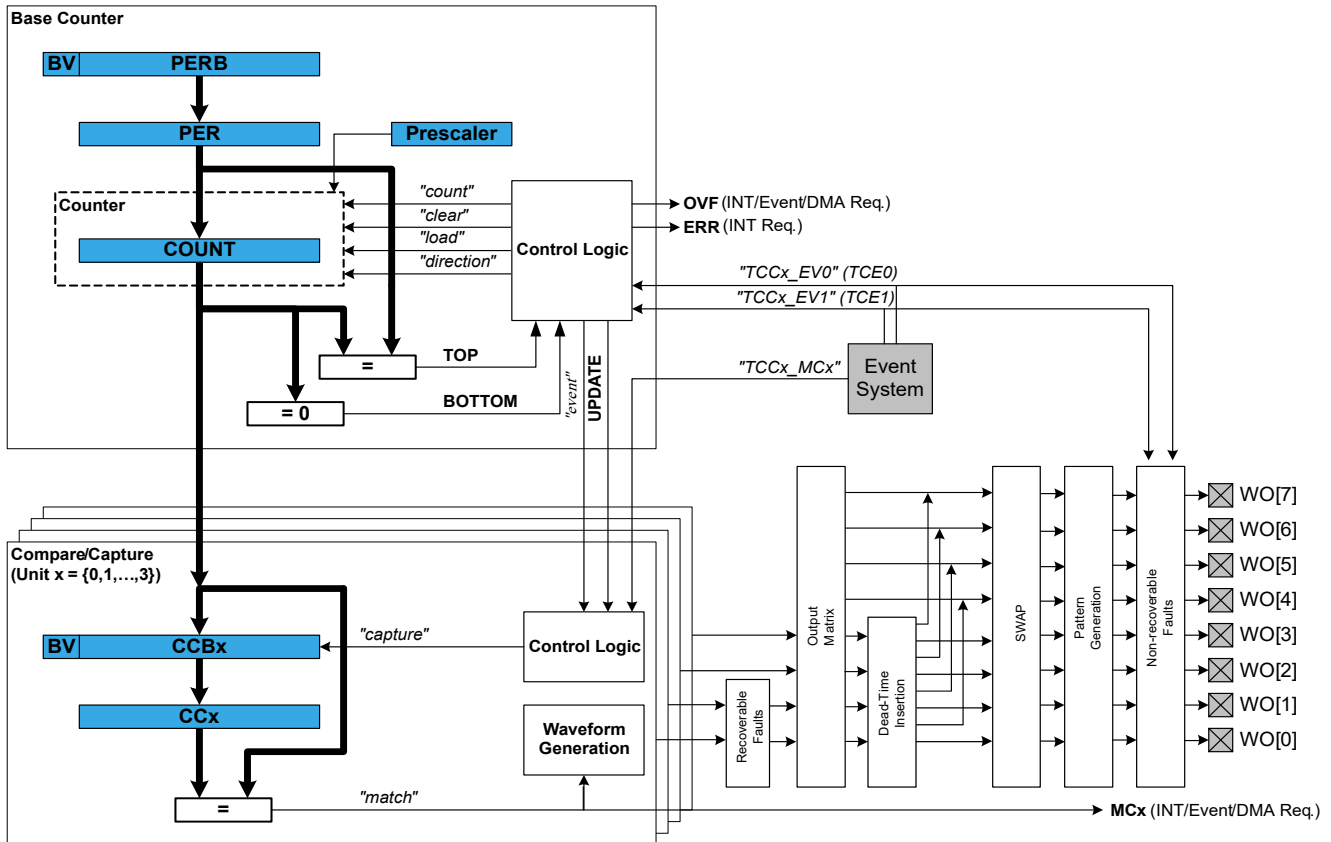 Base Counter
BV PERB
PER
Prescaler
Counter
COUNT
"count"
"clear"
"load"
"direction"
Control Logic
OVF (INT/Event/DMA Req.)
ERR (INT Req.)
"TCCx_EV0" (TCE0)
"TCCx_EV1" (TCE1)
"TCCx_MCx"
Event
System
=
TOP
= 0
BOTTOM
"event"
UPDATE
Compare/Capture
(Unit x = {0,1,…,3})
BV CCBx
"capture"
Control Logic
CCx
Waveform
Generation
=
"match"
Recoverable
Faults
Output
Matrix
Dead-Time
Insertion
SWAP
Pattern
Generation
Non-recoverable
Faults
WO[7]
WO[6]
WO[5]
WO[4]
WO[3]
WO[2]
WO[1]
WO[0]
MCx (INT/Event/DMA Req.)